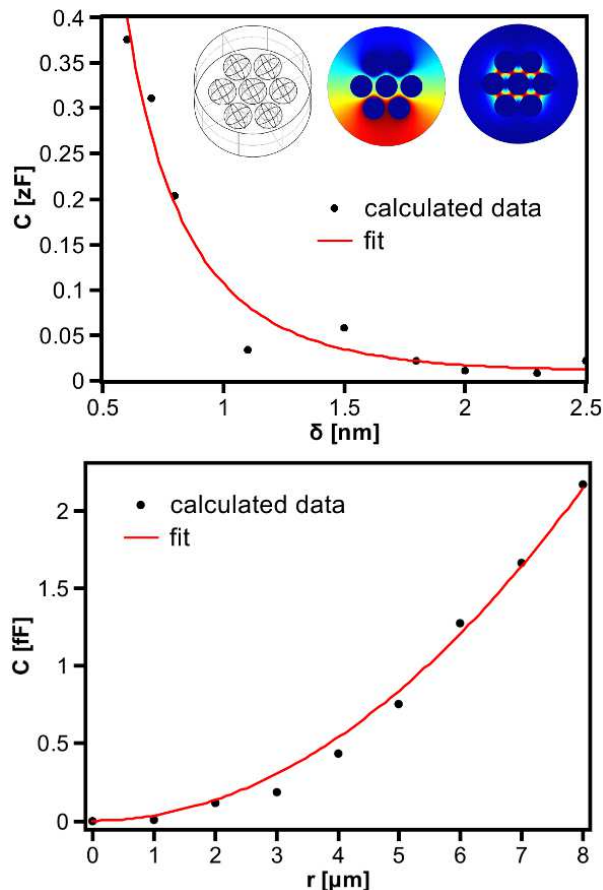 0.4
0.35
0.3
0.25
0.2
0.15
0.1
0.05
0
C [zF]
calculated data
fit
0.5 1 1.5 2 2.5
δ [nm]
calculated data
fit
2
1.5
1
0.5
0
C [fF]
0 1 2 3 4 5 6 7 8
r [µm]